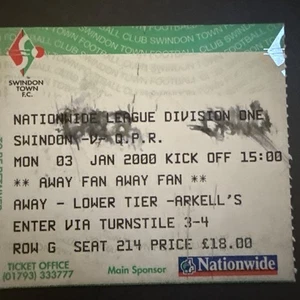 SWINDON
TOWN
F.C.
NATIONWIDE LEAGUE DIVISION ONE
SWINDON -V- Q.P.R.
MON 03 JAN 2000 KICK OFF 15:00
** AWAY FAN AWAY FAN **
AWAY - LOWER TIER -ARKELL'S
ENTER VIA TURNSTILE 3-4
ROW G SEAT 214 PRICE £18.00
TICKET OFFICE
(01793) 333777
Main Sponsor
Nationwide